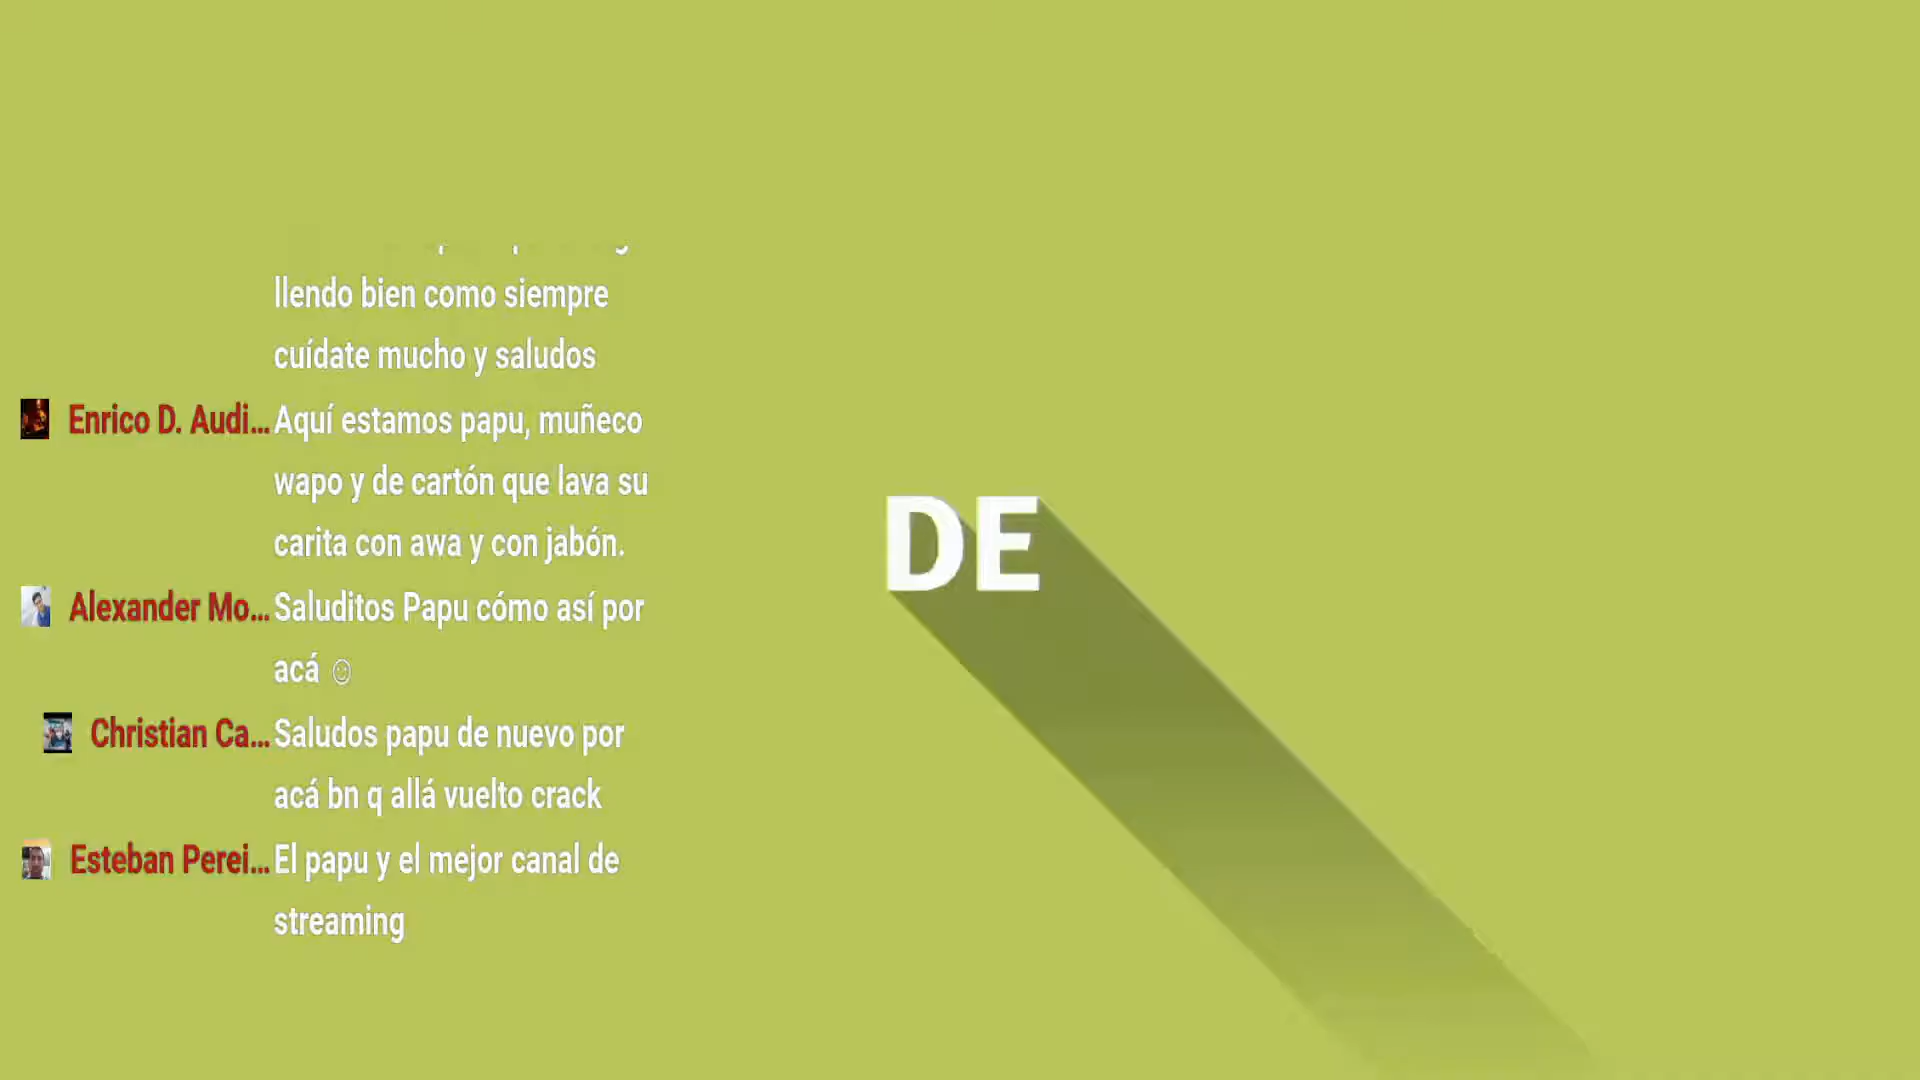 llendo bien como siempre
cuídate mucho y saludos
Enrico D. Audi... Aquí estamos papu, muñeco
wapo y de cartón que lava su
carita con awa y con jabón.
Alexander Mo... Saluditos Papu cómo así por
acá ☺
Christian Ca... Saludos papu de nuevo por
acá bn q allá vuelto crack
Esteban Perei... El papu y el mejor canal de
streaming
DE